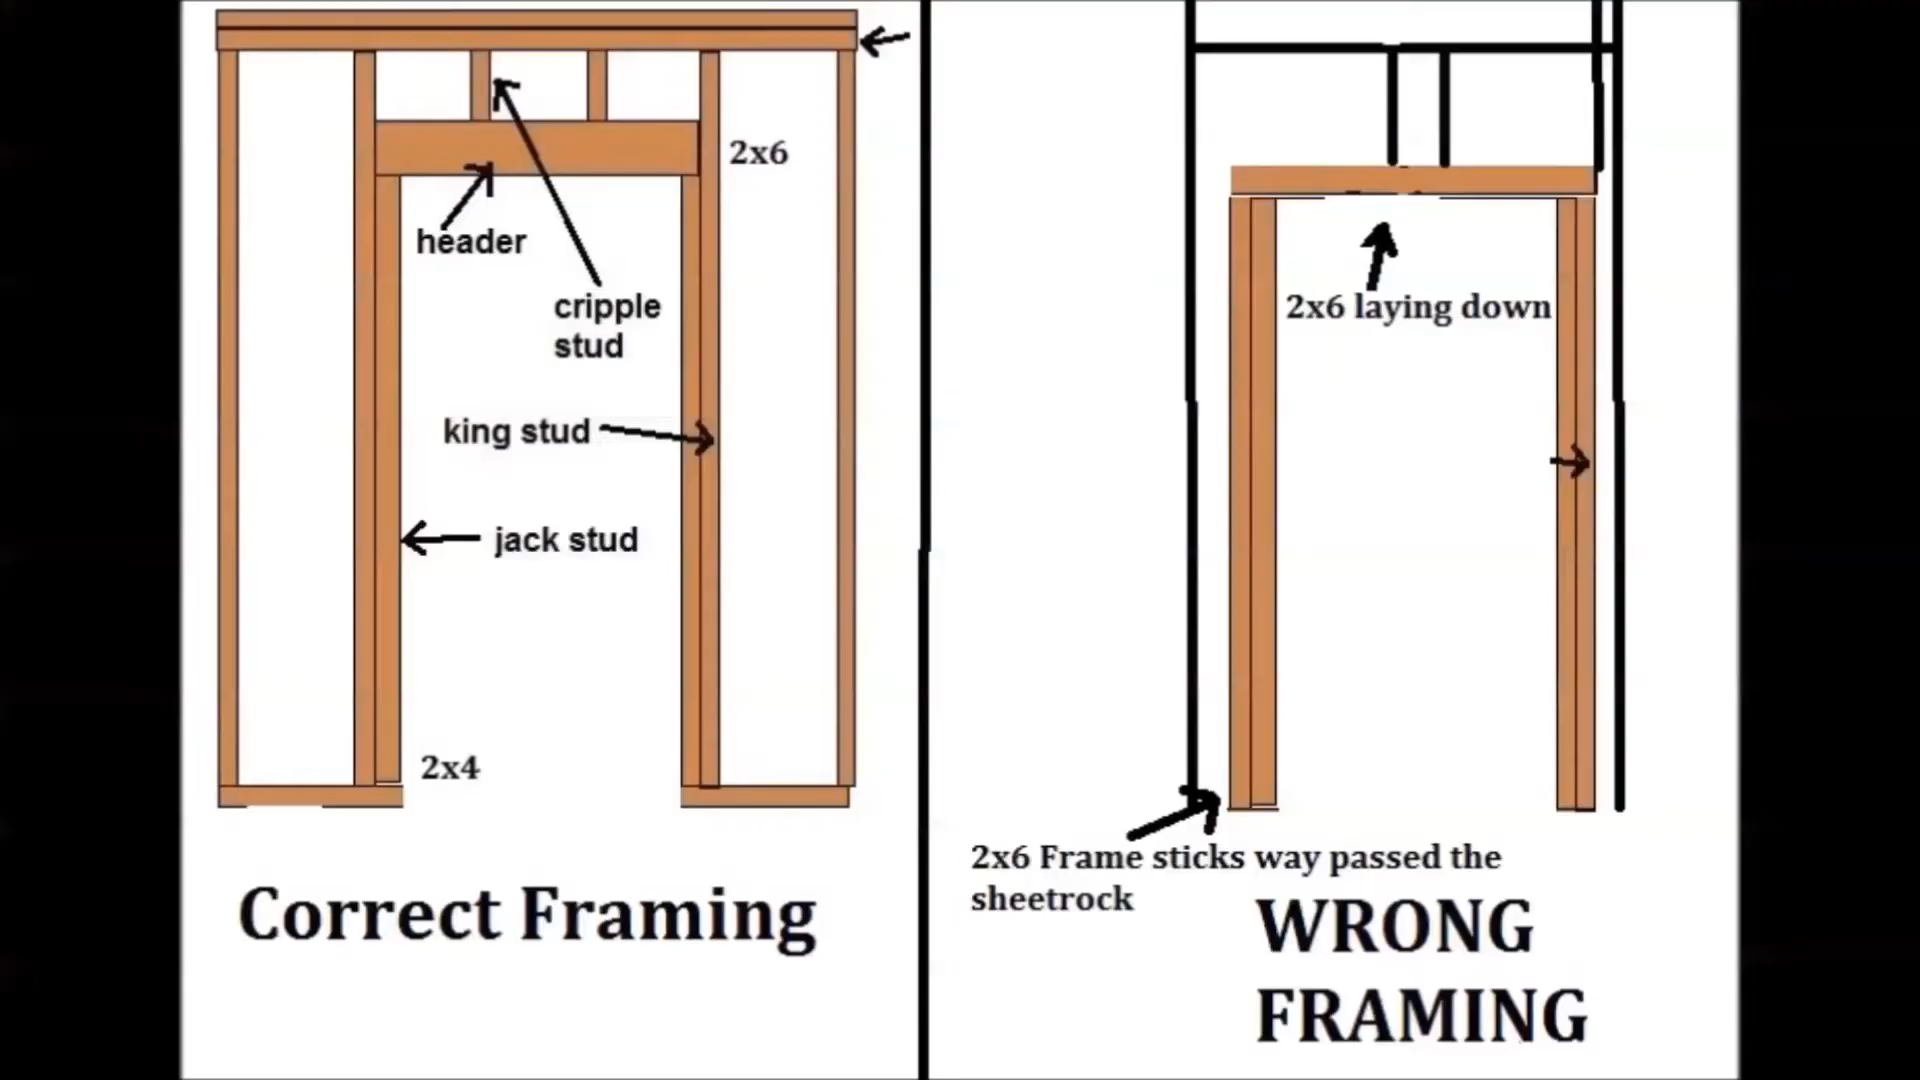 2x6
header
cripple
stud
king stud
jack stud
2x4
Correct Framing
2x6 laying down
2x6 Frame sticks way passed the
sheetrock
WRONG
FRAMING